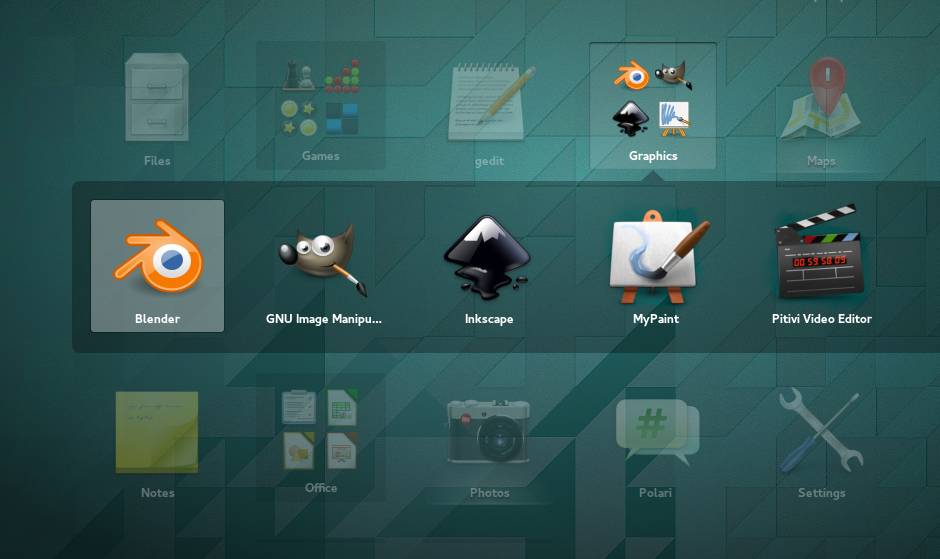 Files
Games
gedit
Graphics
Maps
Blender
GNU Image Manipu...
Inkscape
MyPaint
00 59 58 09
Pitivi Video Editor
#
Notes
Office
Photos
Polari
Settings